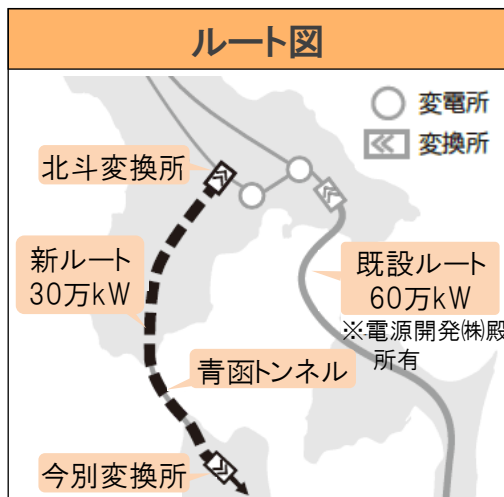 ルート図
変電所
変換所
北斗変換所
新ルート
30万kW
既設ルート
60万kW
※電源開発㈱殿
所有
青函トンネル
今別変換所